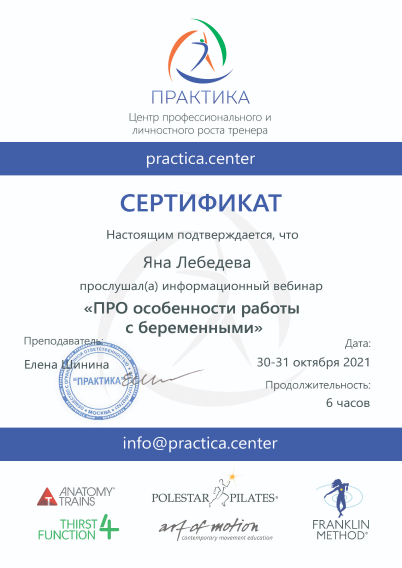 ПРАКТИКА
Центр профессионального и
личностного роста тренера
practica.center
СЕРТИФИКАТ
Настоящим подтверждается, что
Яна Лебедева
прослушал(а) информационный вебинар
«ПРО особенности работы
с беременными»
Преподаватель:
Елена Шинина
"ПРАКТИКА
МОСКВА
Дата:
30-31 октября 2021
Продолжительность:
6 часов
info@practica.center
ANATOMY
TRAINS
POLESTAR PILATES®
THIRST
FUNCTION 4
art of motion
contemporary movement education
FRANKLIN
METHOD®